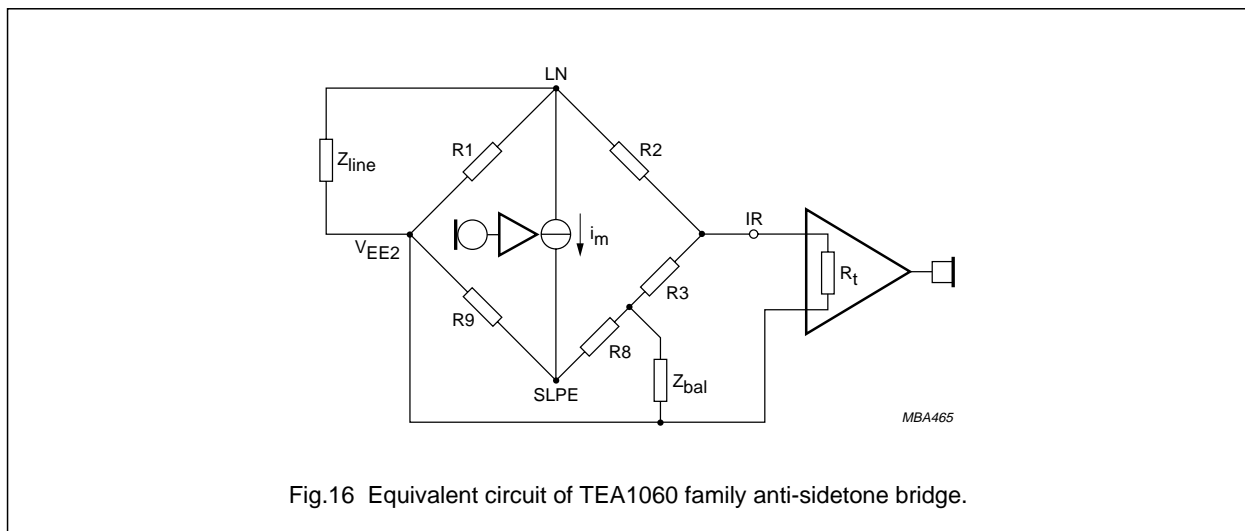 LN
R1
R2
Zline
IR
im
VEE2
Rt
R3
R9
R8
SLPE
Zbal
MBA465
Fig.16 Equivalent circuit of TEA1060 family anti-sidetone bridge.